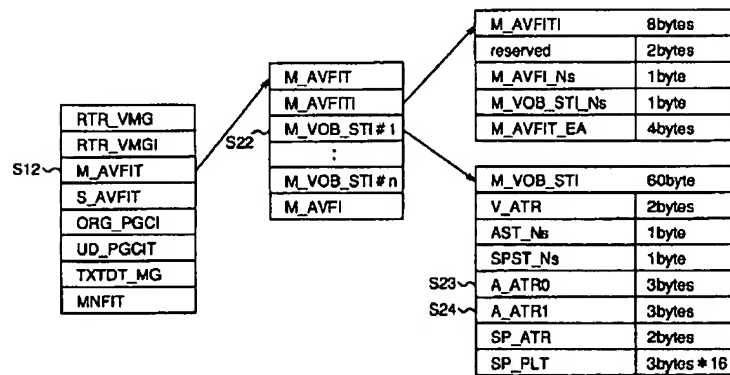 RTR_VMG
RTR_VMGI
S12 M_AVFIT
S_AVFIT
ORG_PGCI
UD_PGCIT
TXTDT_MG
MNFIT
M_AVFIT
M_AVFITI
S22 M_VOB_STI#1
:
M_VOB_STI#n
M_AVFI
M_AVFITI 8bytes
reserved 2bytes
M_AVFI_Ns 1byte
M_VOB_STI_Ns 1byte
M_AVFIT_EA 4bytes
M_VOB_STI 60byte
V_ATR 2bytes
AST_Ns 1byte
SPST_Ns 1byte
S23 A_ATR0 3bytes
S24 A_ATR1 3bytes
SP_ATR 2bytes
SP_PLT 3bytes*16